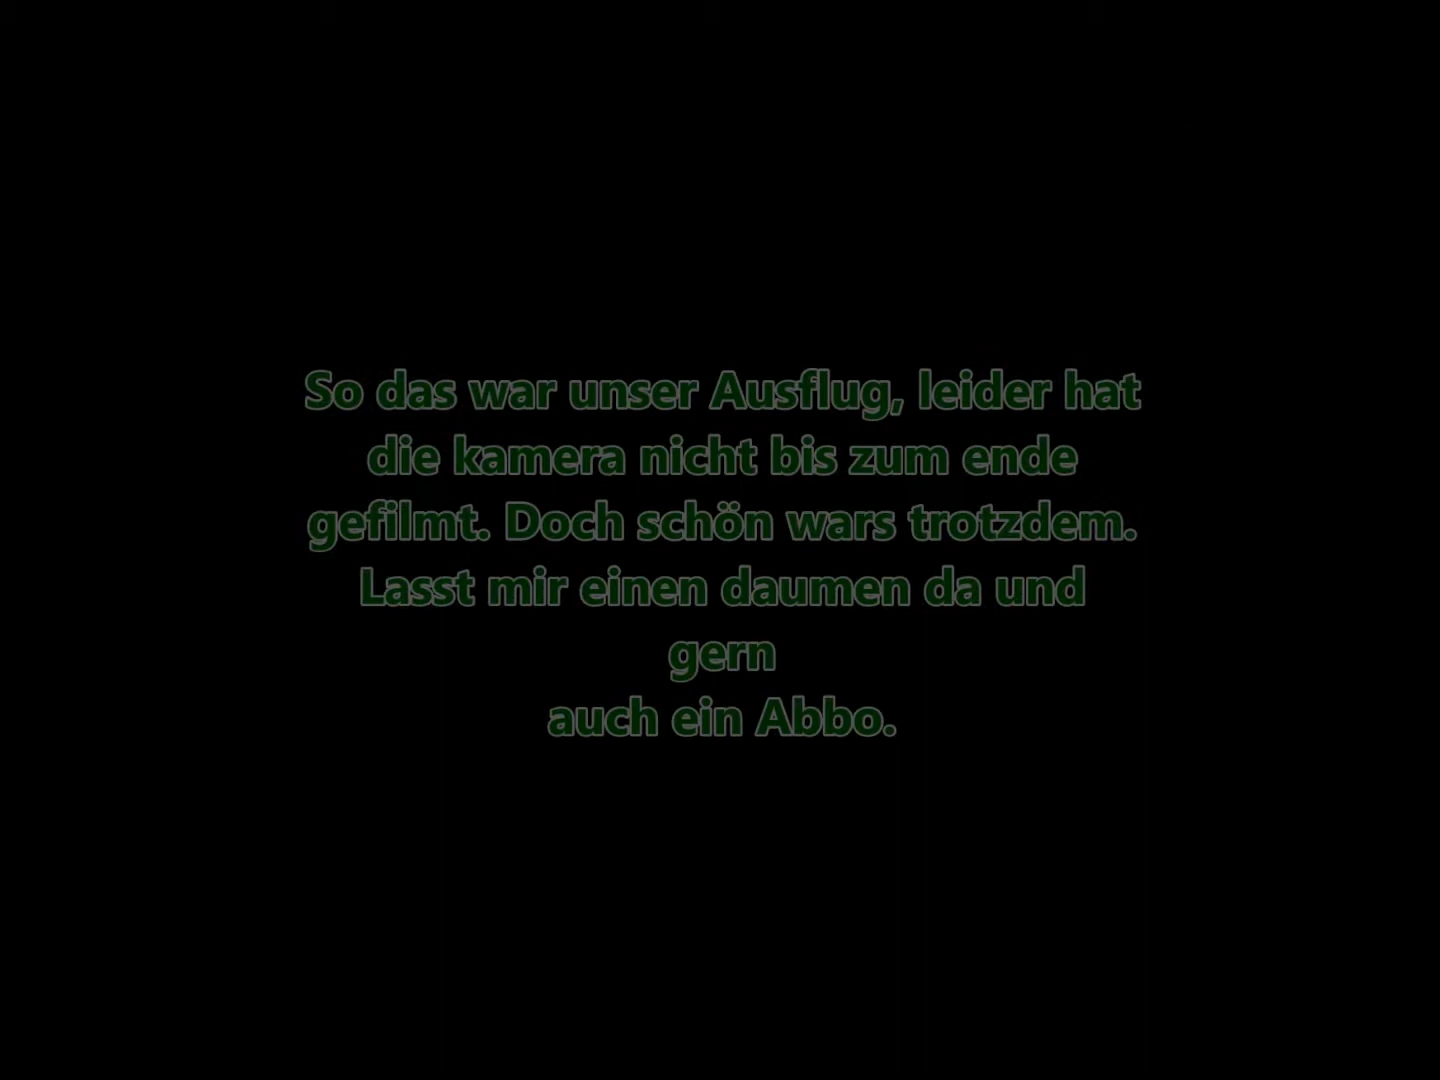 So das war unser Ausflug, leider hat
die kamera nicht bis zum ende
gefilmt. Doch schön wars trotzdem.
Lasst mir einen daumen da und
gern
auch ein Abbo.